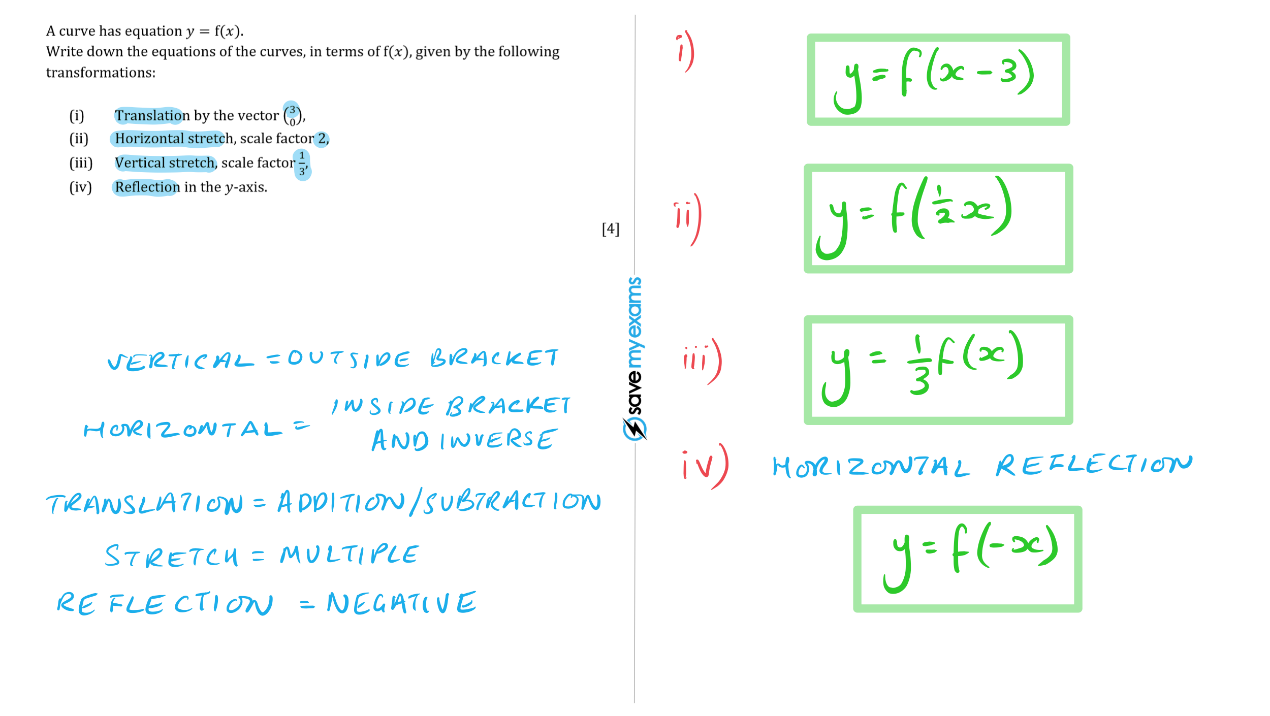 A curve has equation y = f(x).
Write down the equations of the curves, in terms of f(x), given by the following
transformations:
(i) Translation by the vector (3 0),
(ii) Horizontal stretch, scale factor 2,
(iii) Vertical stretch, scale factor 1/3,
(iv) Reflection in the y-axis.
[4]
VERTICAL = OUTSIDE BRACKET
HORIZONTAL = INSIDE BRACKET
AND INVERSE
TRANSLATION = ADDITION/SUBTRACTION
STRETCH = MULTIPLE
REFLECTION = NEGATIVE
savemyexams
i) y = f(x - 3)
ii) y = f(1/2 x)
iii) y = 1/3 f(x)
iv) HORIZONTAL REFLECTION
y = f(-x)